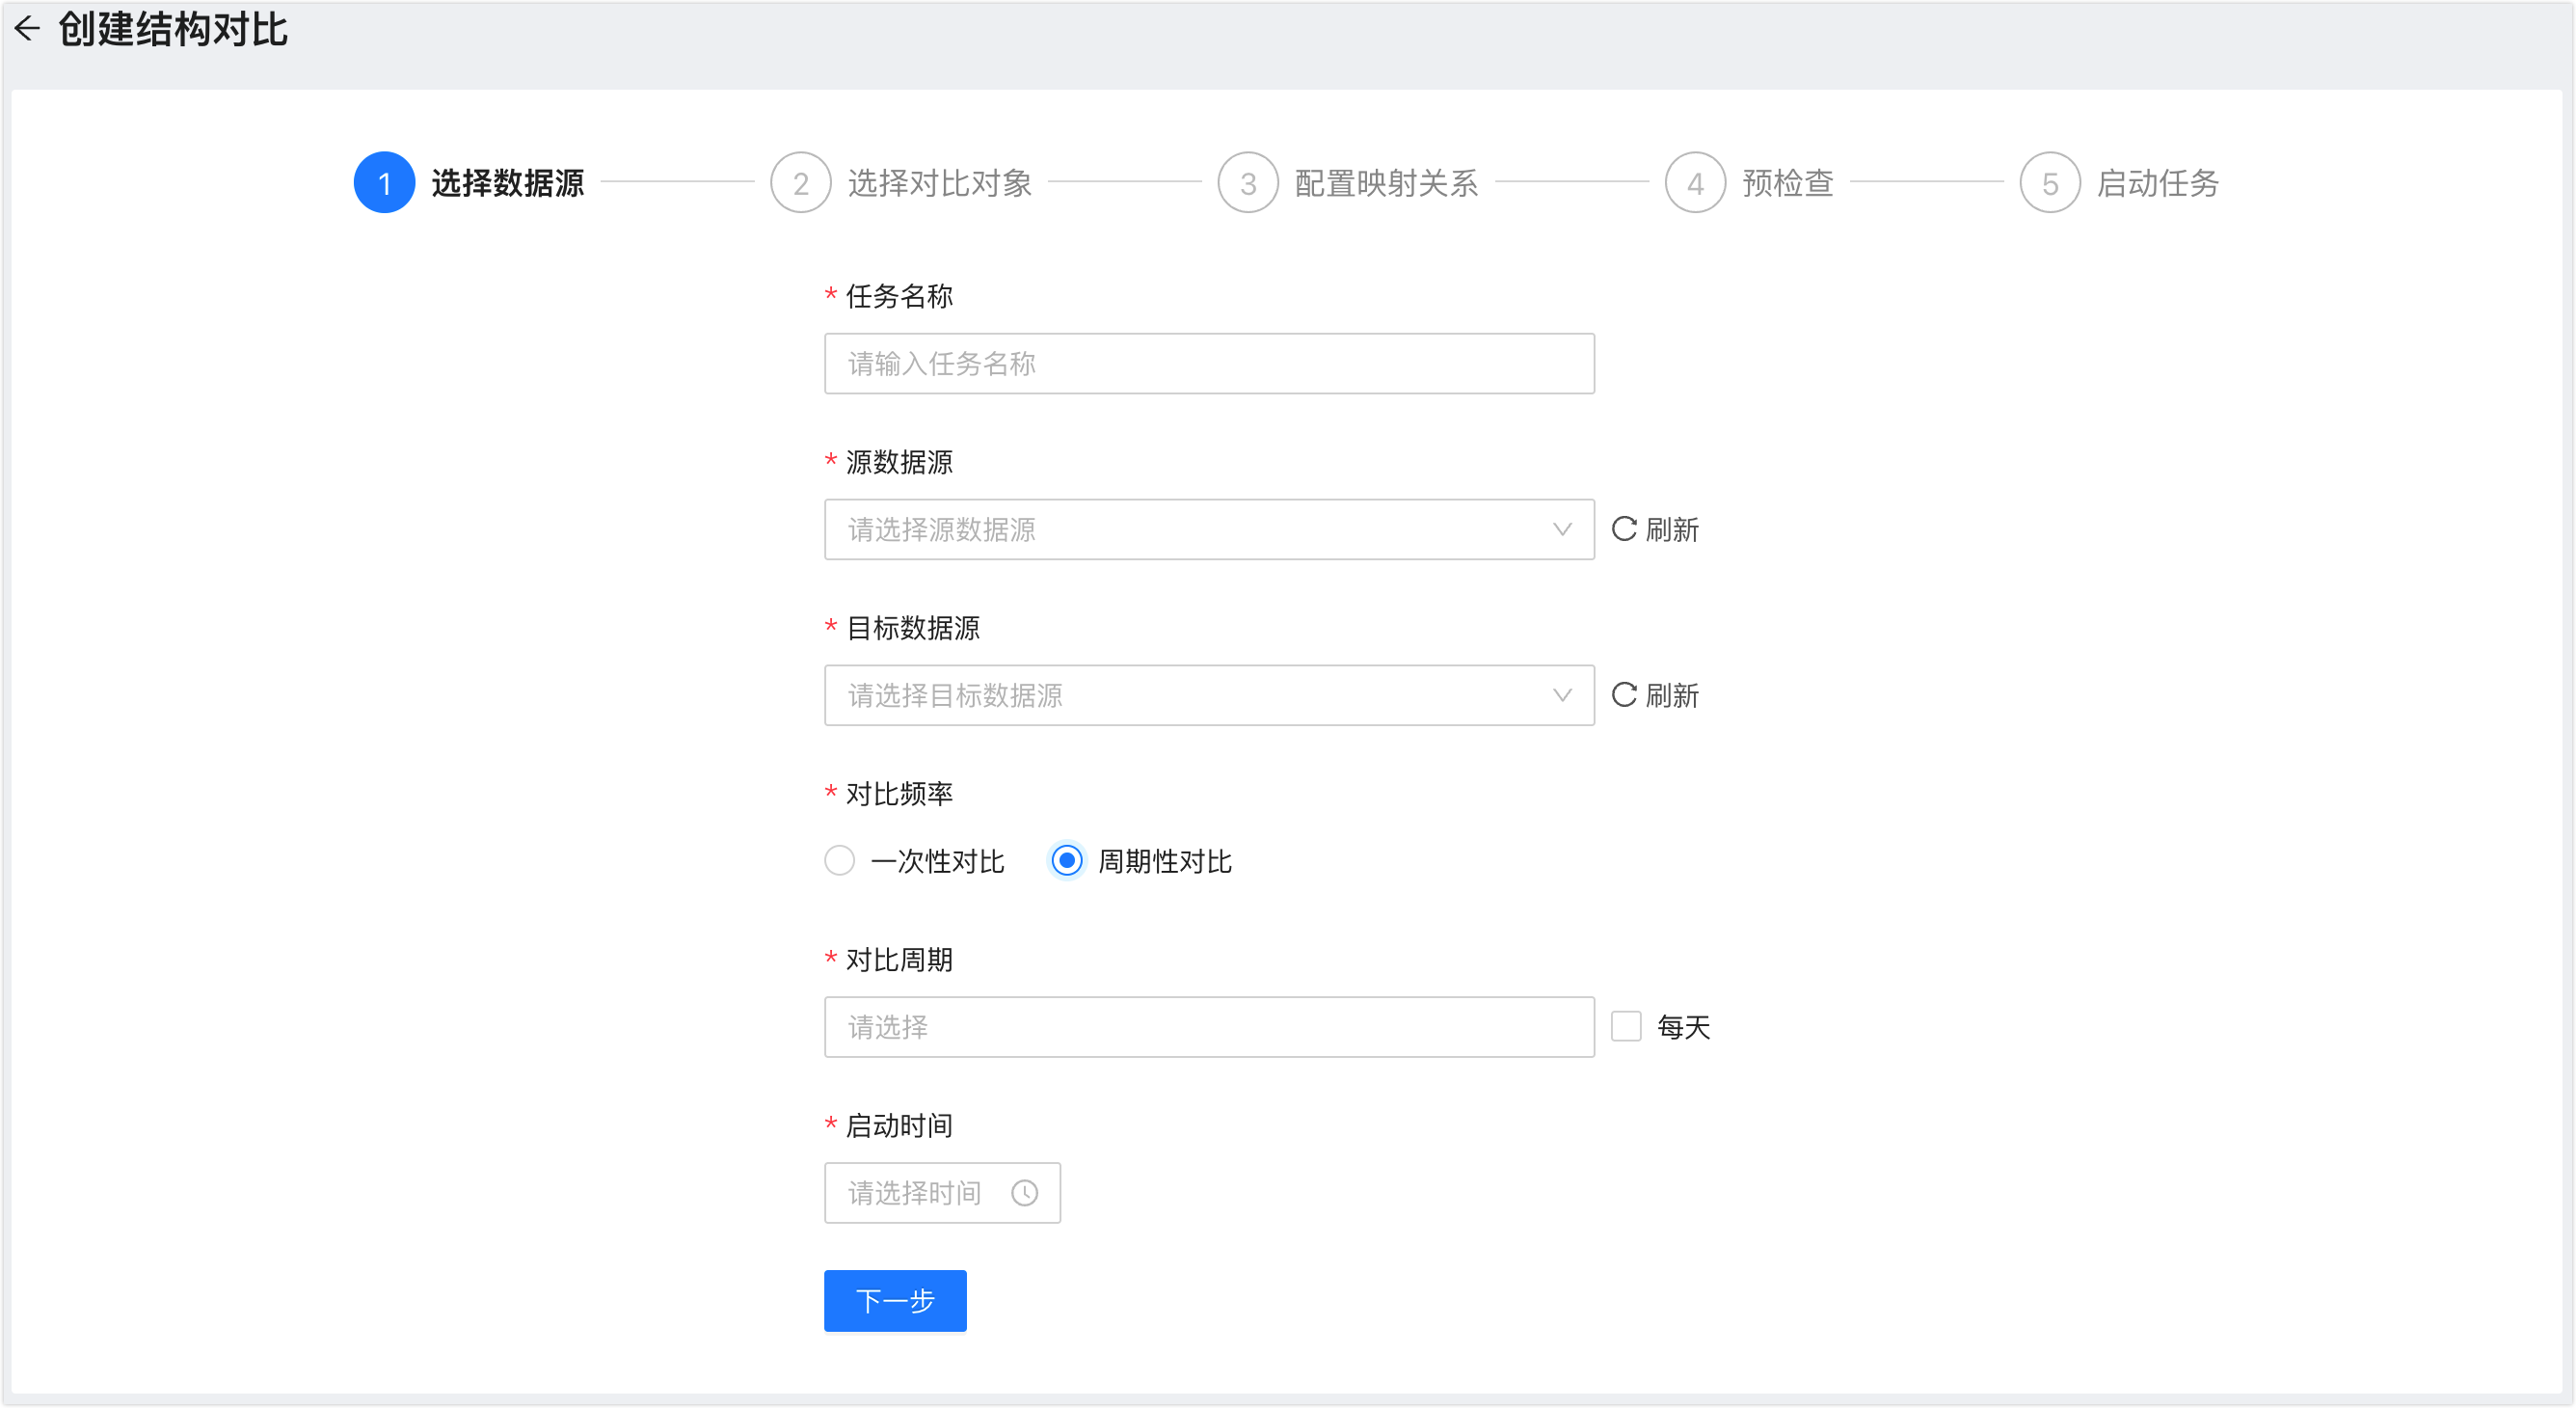 创建结构对比
1 选择数据源 2 选择对比对象 3 配置映射关系 4 预检查 5 启动任务
* 任务名称
请输入任务名称
* 源数据源
请选择源数据源 刷新
* 目标数据源
请选择目标数据源 刷新
* 对比频率
一次性对比 周期性对比
* 对比周期
请选择 每天
* 启动时间
请选择时间
下一步